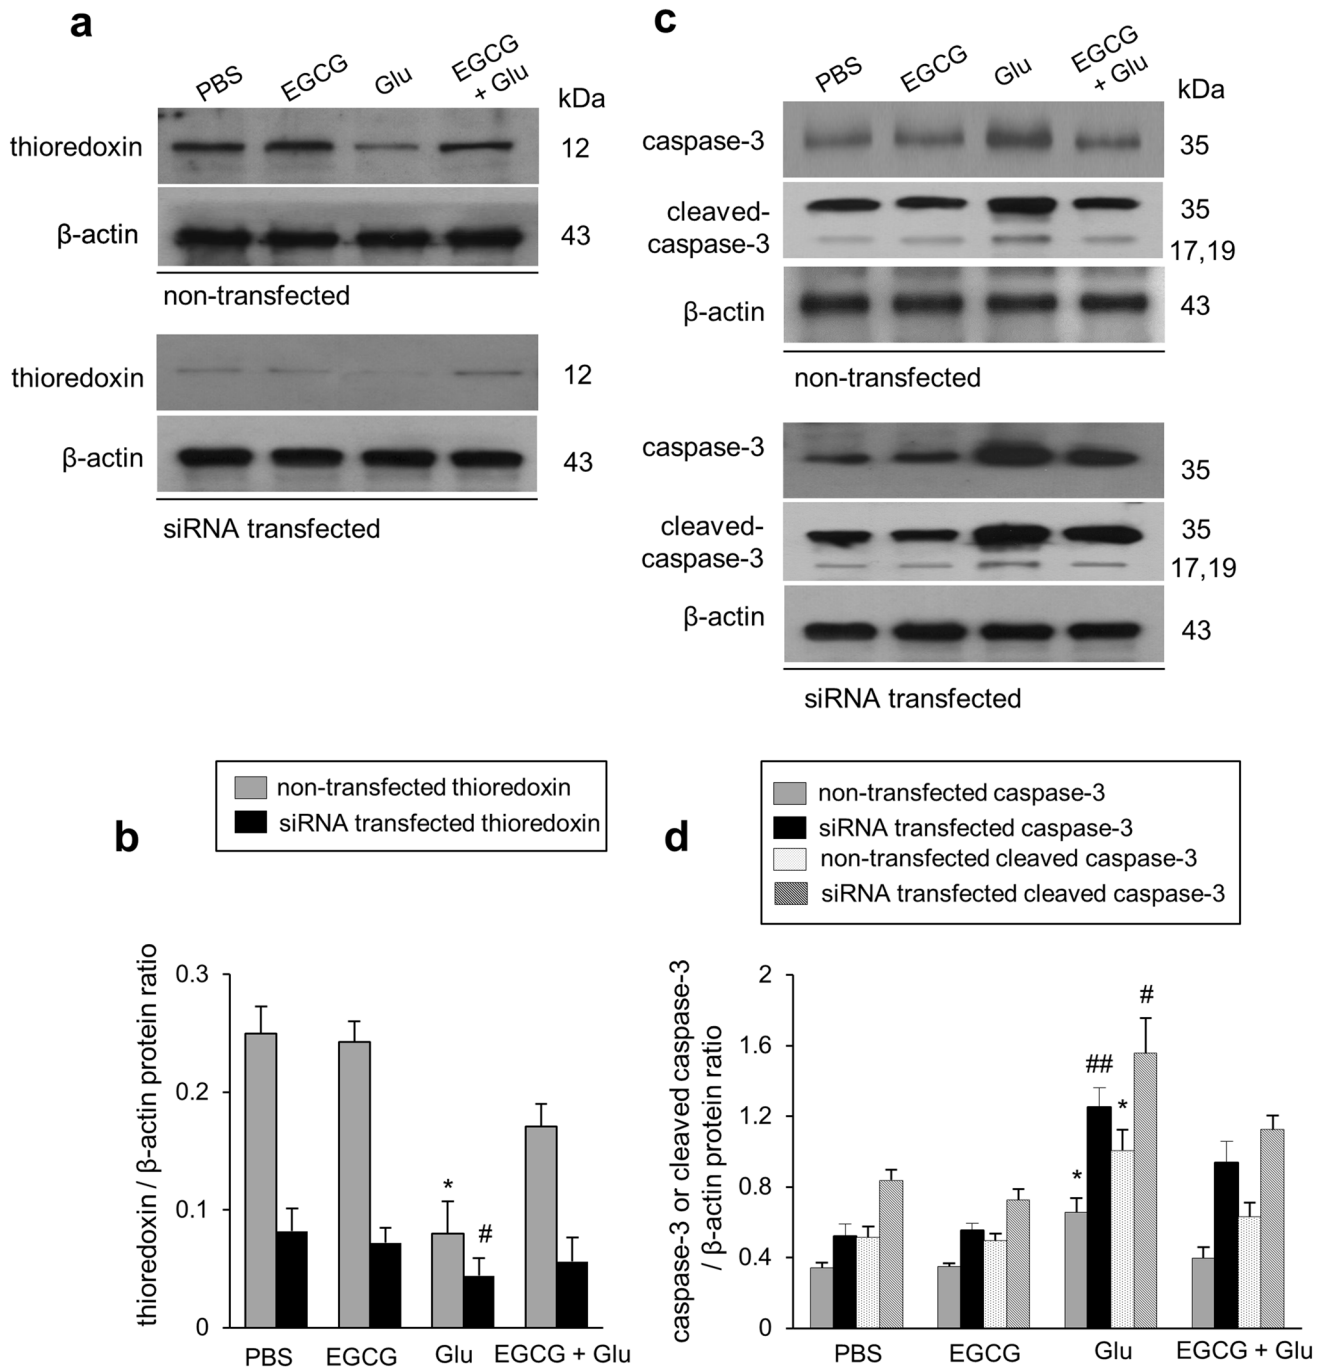 a
PBS
EGCG
Glu
EGCG
+ Glu
kDa
thioredoxin
12
β-actin
43
non-transfected
thioredoxin
12
β-actin
43
siRNA transfected
c
PBS
EGCG
Glu
EGCG
+ Glu
kDa
caspase-3
35
cleaved-
caspase-3
35
17,19
β-actin
43
non-transfected
caspase-3
35
cleaved-
caspase-3
35
17,19
β-actin
43
siRNA transfected
b
non-transfected thioredoxin
siRNA transfected thioredoxin
thioredoxin / β-actin protein ratio
0.3
0.2
0.1
0
*
#
PBS
EGCG
Glu
EGCG + Glu
d
non-transfected caspase-3
siRNA transfected caspase-3
non-transfected cleaved caspase-3
siRNA transfected cleaved caspase-3
caspase-3 or cleaved caspase-3
/ β-actin protein ratio
2
1.6
1.2
0.8
0.4
0
*
##
*
#
PBS
EGCG
Glu
EGCG + Glu